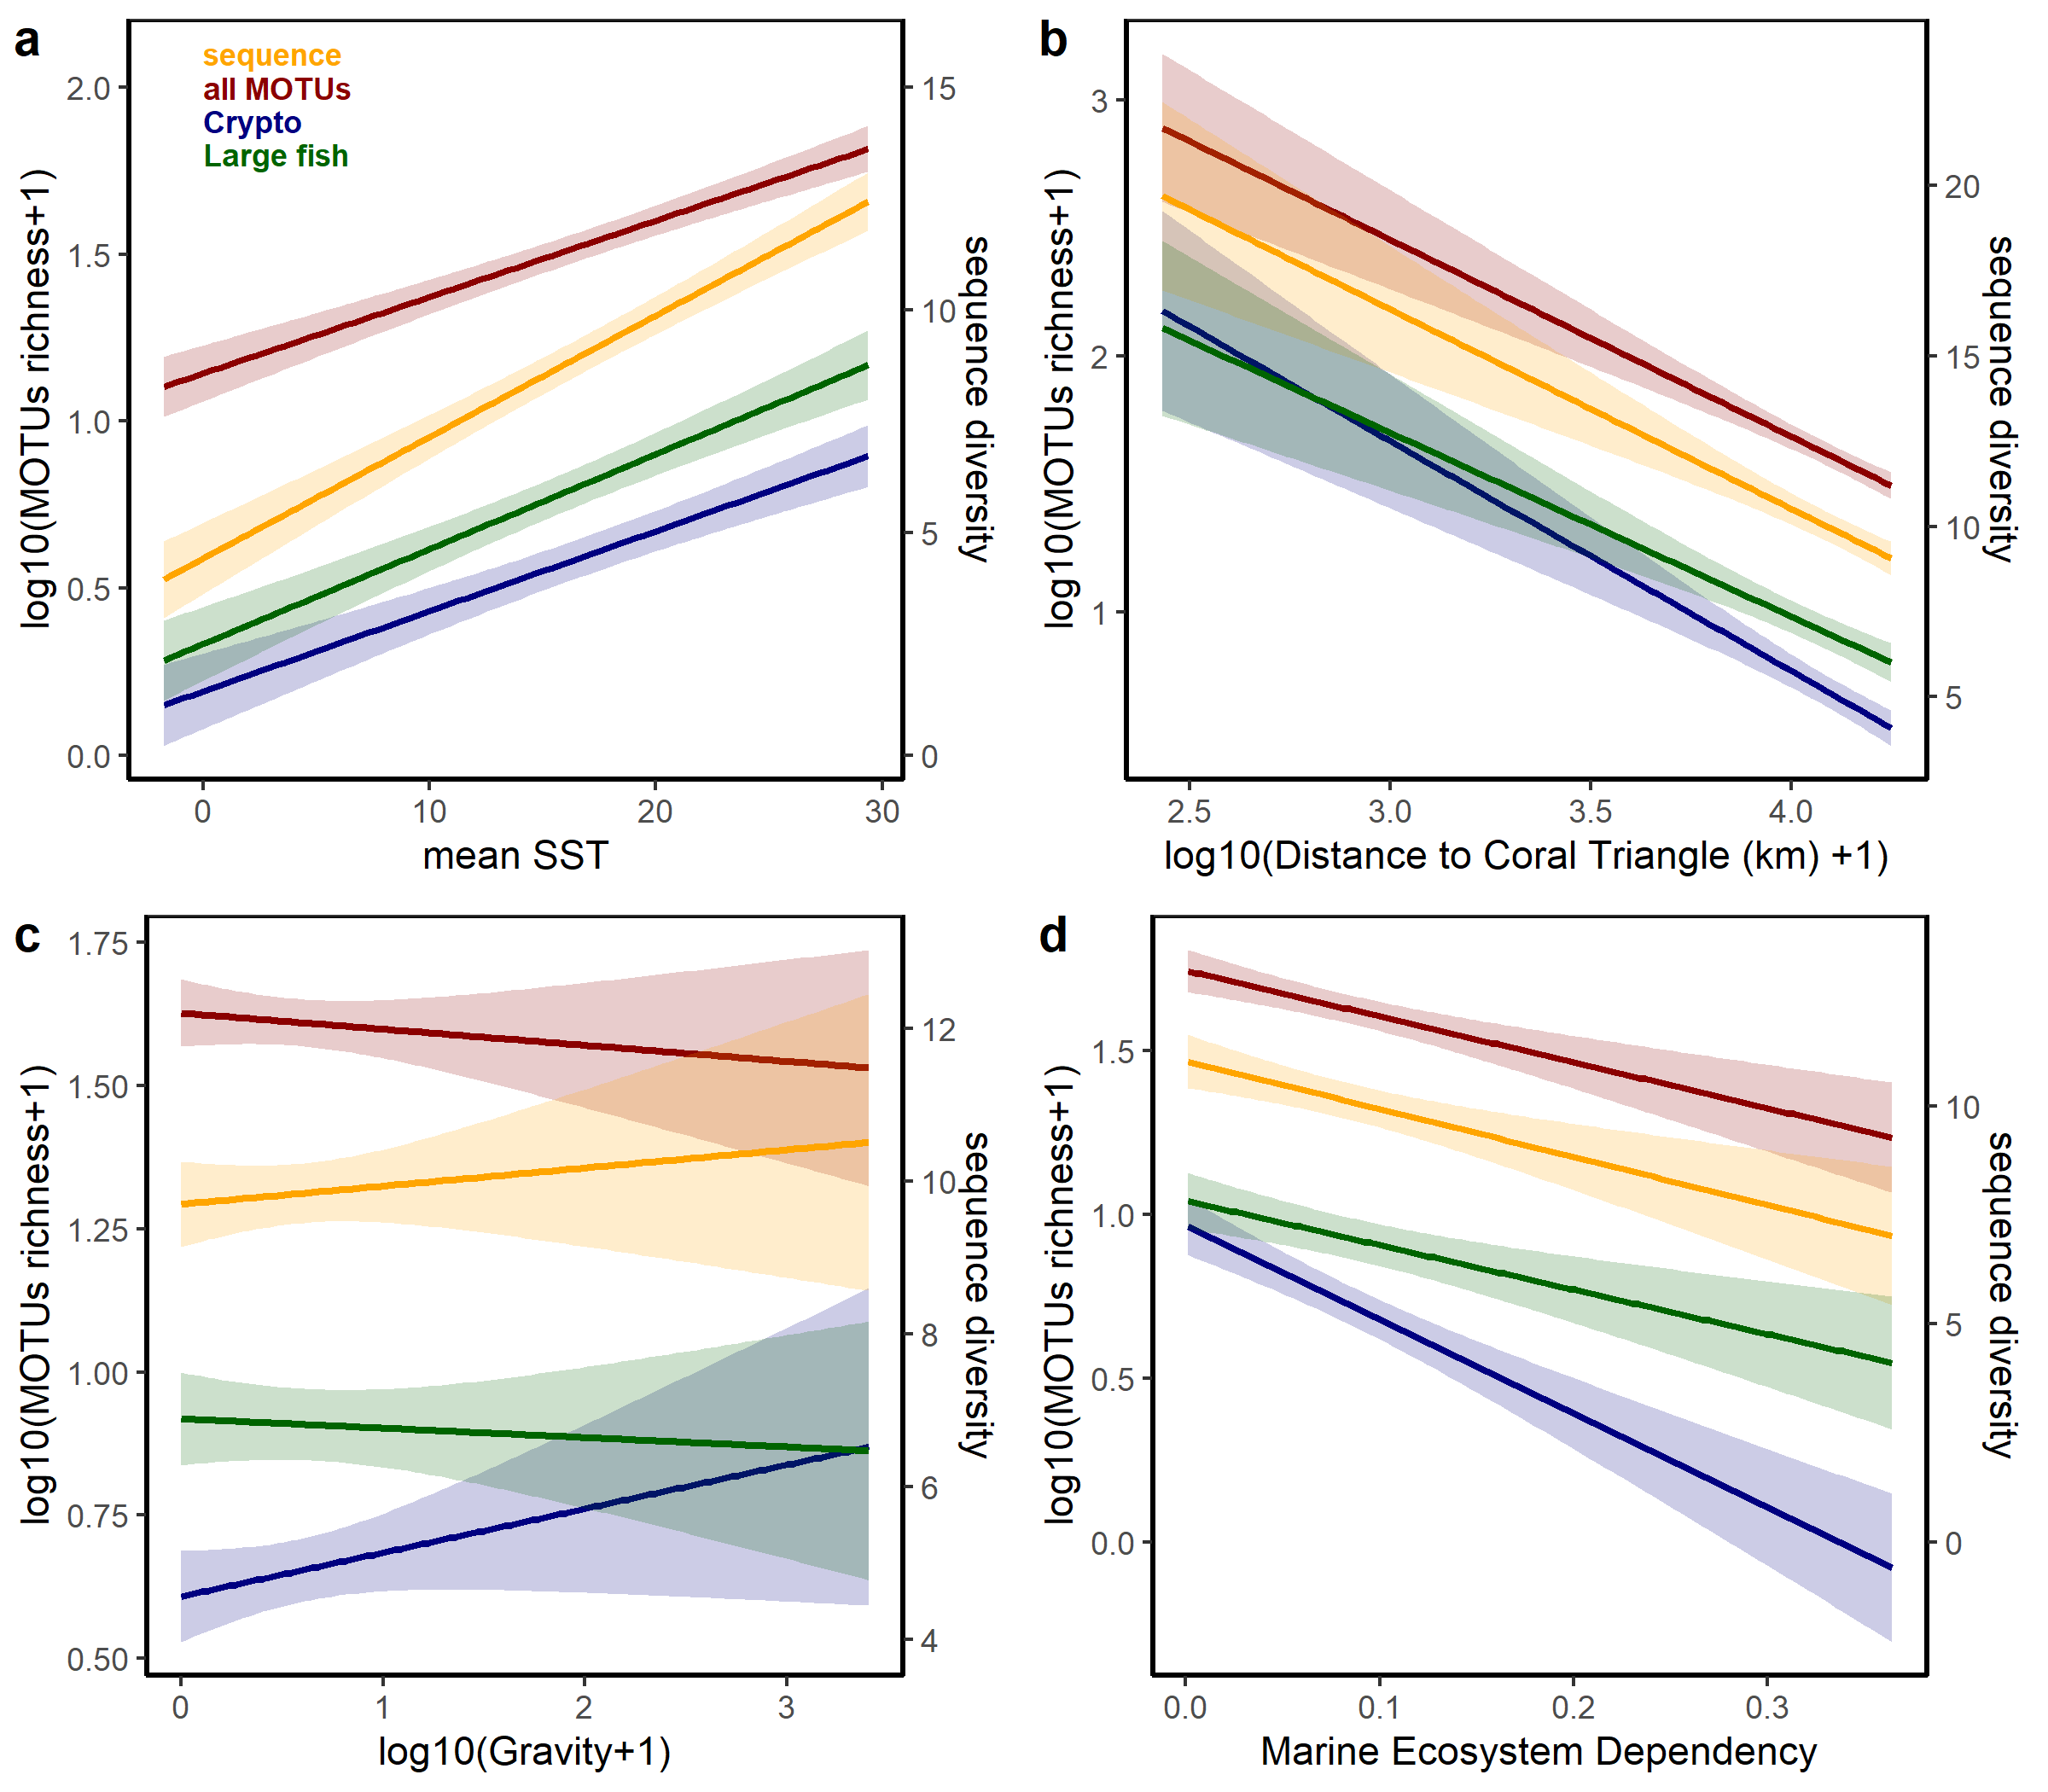 a
sequence
all MOTUs
Crypto
Large fish
2.0
1.5
1.0
0.5
0.0
log10(MOTUs richness+1)
15
10
5
0
sequence diversity
0 10 20 30
mean SST
b
3
2
1
log10(MOTUs richness+1)
20
15
10
5
sequence diversity
2.5 3.0 3.5 4.0
log10(Distance to Coral Triangle (km) +1)
c
1.75
1.50
1.25
1.00
0.75
0.50
log10(MOTUs richness+1)
12
10
8
6
4
sequence diversity
0 1 2 3
log10(Gravity+1)
d
1.5
1.0
0.5
0.0
log10(MOTUs richness+1)
10
5
0
sequence diversity
0.0 0.1 0.2 0.3
Marine Ecosystem Dependency